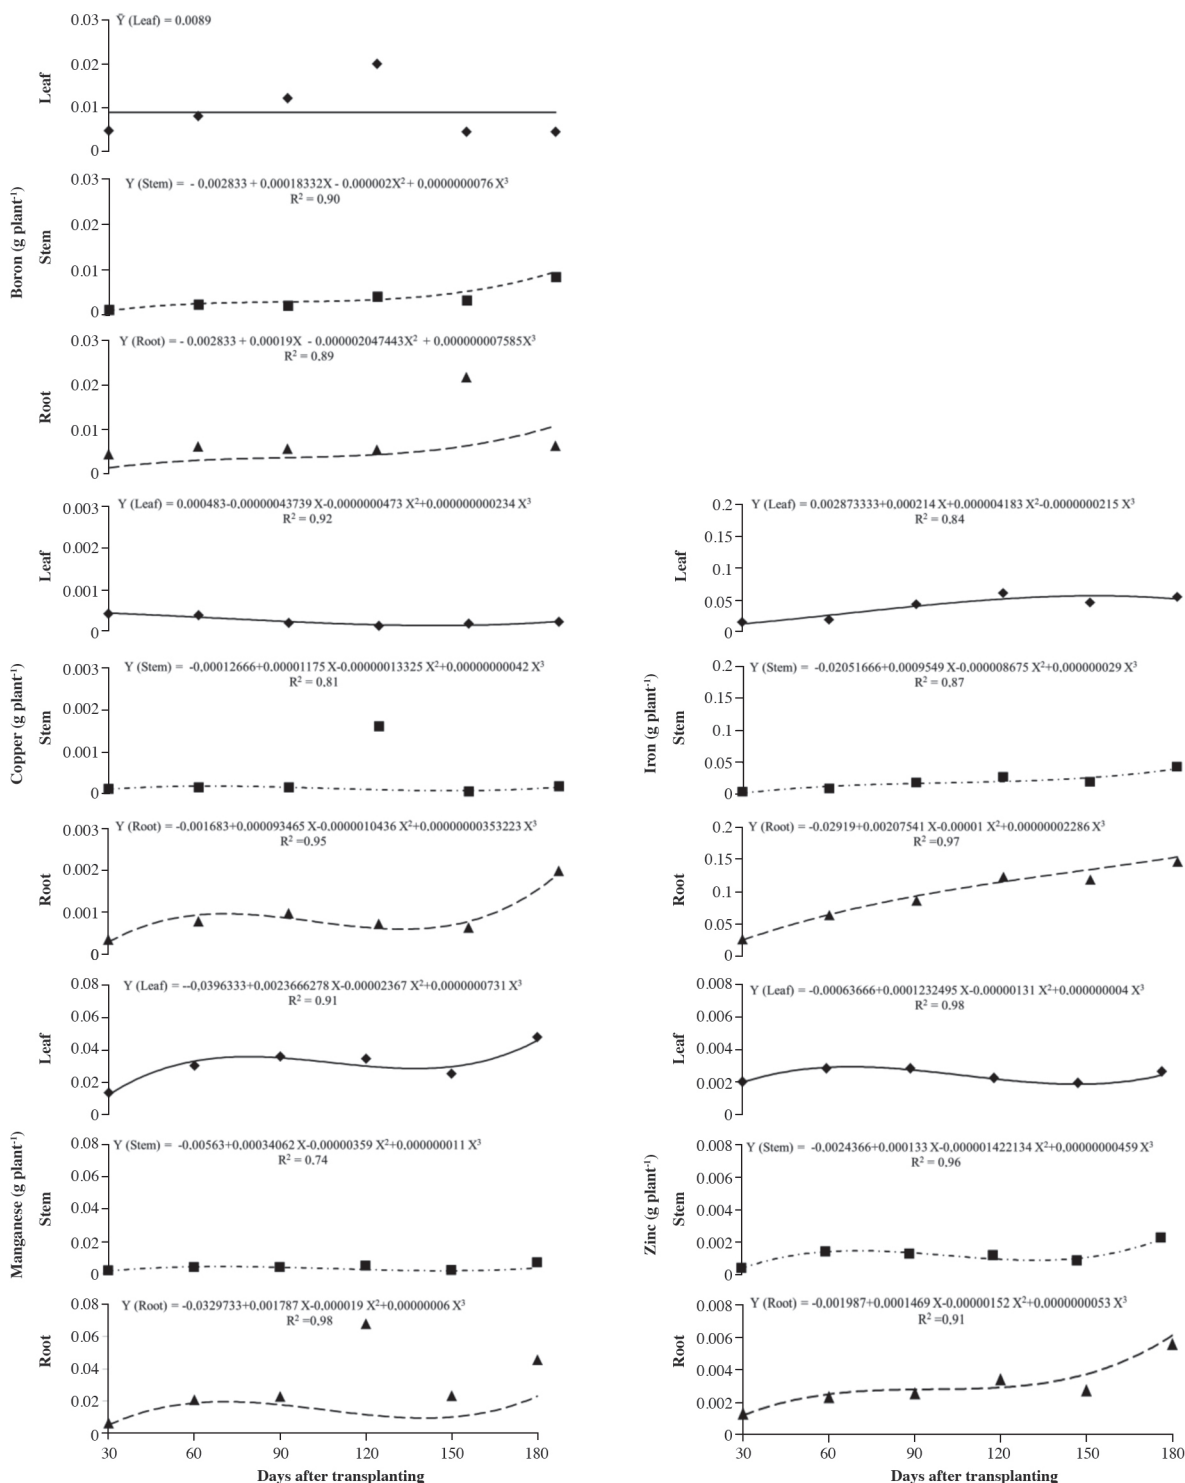 Ȳ (Leaf) = 0.0089
0.03
0.02
0.01
0
Leaf
Y (Stem) = - 0.002833 + 0.00018332X - 0.000002X² + 0.0000000076 X³
R² = 0.90
0.03
0.02
0.01
0
Boron (g plant⁻¹)
Stem
Y (Root) = - 0.002833 + 0.00019X - 0.000002047443X² + 0.000000007585X³
R² = 0.89
0.03
0.02
0.01
0
Root
Y (Leaf) = 0.000483-0.00000043739 X-0.0000000473 X²+0.000000000234 X³
R² = 0.92
0.003
0.002
0.001
0
Leaf
Y (Stem) = -0.00012666+0.00001175 X-0.00000013325 X²+0.00000000042 X³
R² = 0.81
0.003
0.002
0.001
0
Copper (g plant⁻¹)
Stem
Y (Root) = -0.001683+0.000093465 X-0.0000010436 X²+0.00000000353223 X³
R² =0.95
0.003
0.002
0.001
0
Root
Y (Leaf) = --0,0396333+0.0023666278 X-0.00002367 X²+0.0000000731 X³
R² = 0.91
0.08
0.06
0.04
0.02
0
Leaf
Y (Stem) = -0.00563+0.00034062 X-0.00000359 X²+0.000000011 X³
R² = 0.74
0.08
0.06
0.04
0.02
0
Manganese (g plant⁻¹)
Stem
Y (Root) = -0.0329733+0.001787 X-0.000019 X²+0.00000006 X³
R² =0.98
0.08
0.06
0.04
0.02
0
Root
30 60 90 120 150 180
Days after transplanting
Y (Leaf) = 0.002873333+0.000214 X+0.000004183 X²-0.0000000215 X³
R² = 0.84
0.2
0.15
0.1
0.05
0
Leaf
Y (Stem) = -0.02051666+0.0009549 X-0.000008675 X²+0.000000029 X³
R² = 0.87
0.2
0.15
0.1
0.05
0
Iron (g plant⁻¹)
Stem
Y (Root) = -0.02919+0.00207541 X-0.00001 X²+0.00000002286 X³
R² =0.97
0.2
0.15
0.1
0.05
0
Root
Y (Leaf) = -0.00063666+0.0001232495 X-0.00000131 X²+0.000000004 X³
R² = 0.98
0.008
0.006
0.004
0.002
0
Leaf
Y (Stem) = -0.0024366+0.000133 X-0.000001422134 X²+0.00000000459 X³
R² = 0.96
0.008
0.006
0.004
0.002
0
Zinc (g plant⁻¹)
Stem
Y (Root) = -0.001987+0.0001469 X-0.00000152 X²+0.0000000053 X³
R² =0.91
0.008
0.006
0.004
0.002
0
Root
30 60 90 120 150 180
Days after transplanting